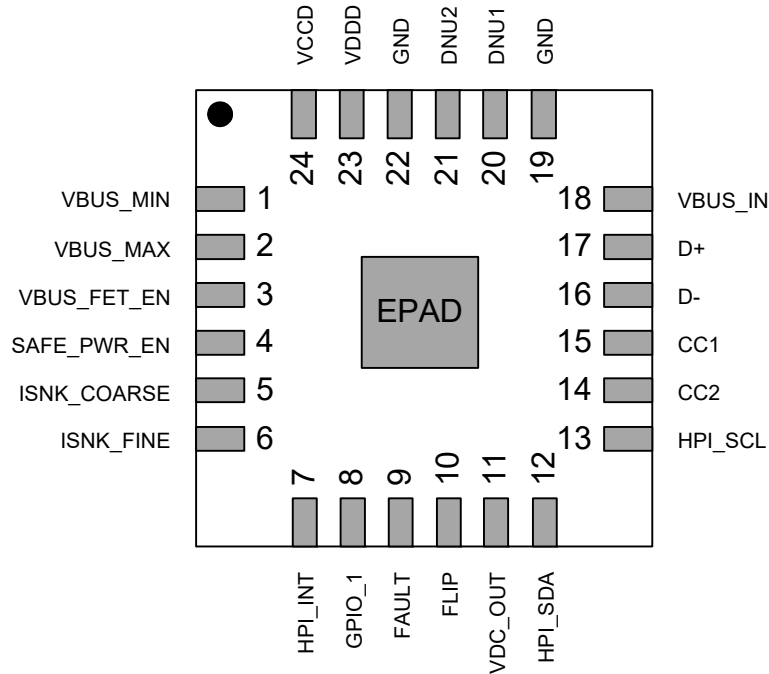 VCCD
VDDD
GND
DNU2
DNU1
GND
24
23
22
21
20
19
VBUS_MIN 1
VBUS_MAX 2
VBUS_FET_EN 3
SAFE_PWR_EN 4
ISNK_COARSE 5
ISNK_FINE 6
EPAD
18 VBUS_IN
17 D+
16 D-
15 CC1
14 CC2
13 HPI_SCL
7
8
9
10
11
12
HPI_INT
GPIO_1
FAULT
FLIP
VDC_OUT
HPI_SDA